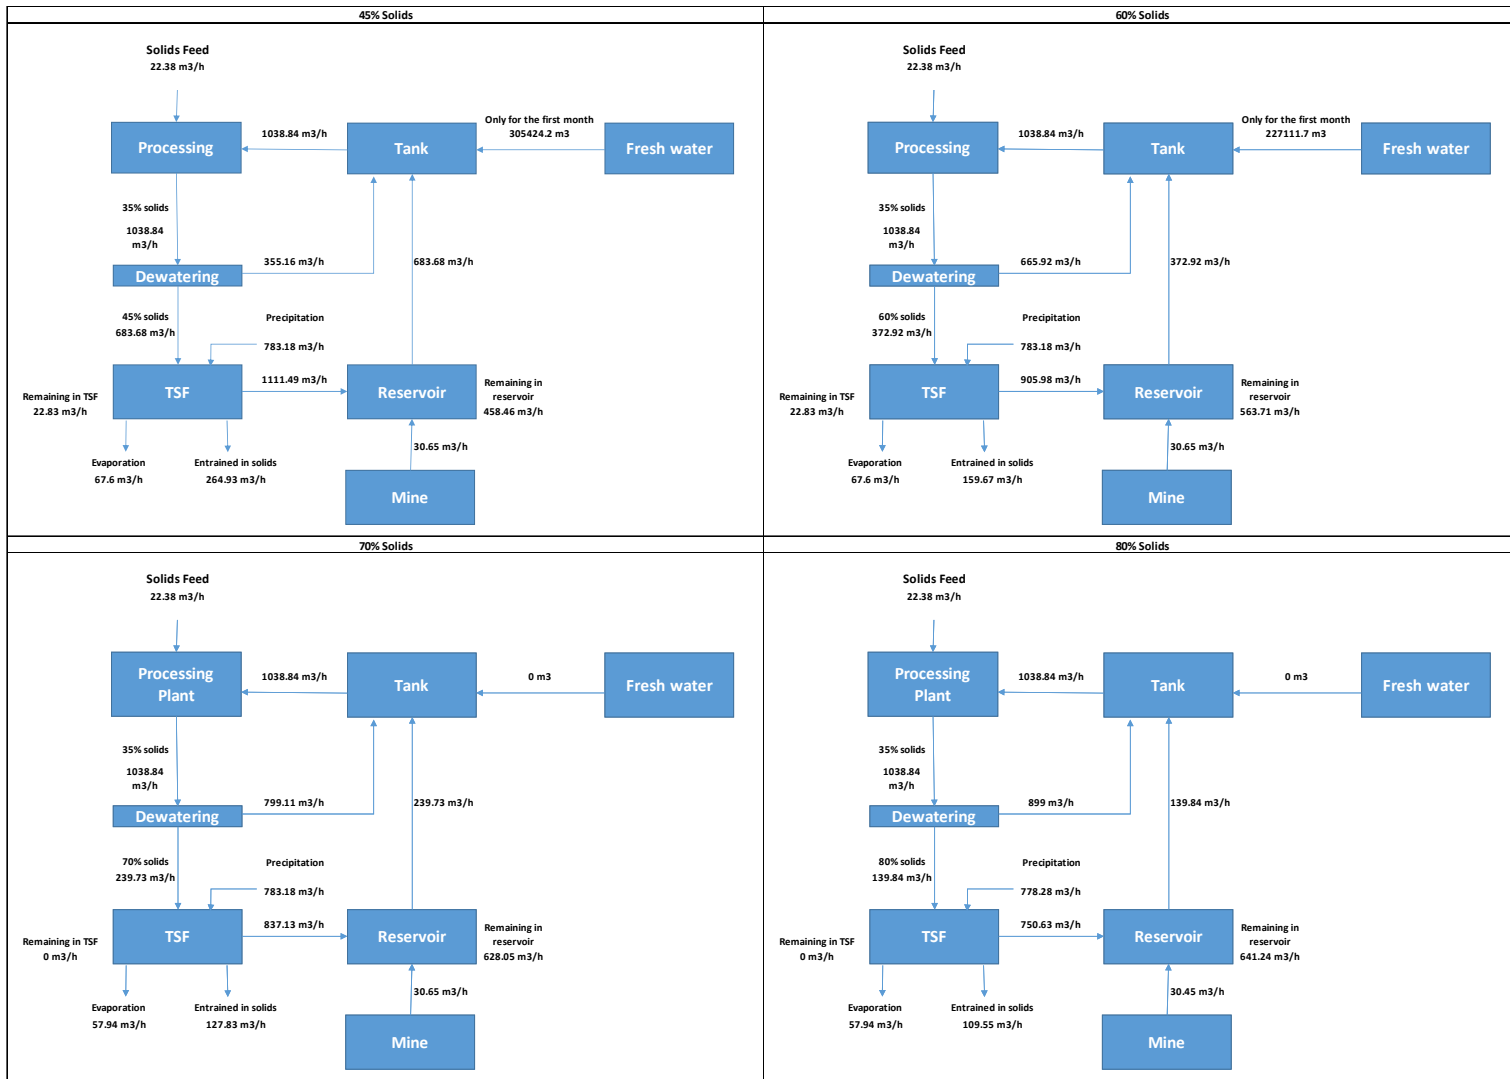 45% Solids
Solids Feed
22.38 m3/h
Processing
1038.84 m3/h
Tank
Only for the first month
305424.2 m3
Fresh water
35% solids
1038.84
m3/h
Dewatering
355.16 m3/h
683.68 m3/h
45% solids
683.68 m3/h
Precipitation
783.18 m3/h
Remaining in TSF
22.83 m3/h
TSF
1111.49 m3/h
Reservoir
Remaining in
reservoir
458.46 m3/h
Evaporation
67.6 m3/h
Entrained in solids
264.93 m3/h
30.65 m3/h
Mine
60% Solids
Solids Feed
22.38 m3/h
Processing
1038.84 m3/h
Tank
Only for the first month
227111.7 m3
Fresh water
35% solids
1038.84
m3/h
Dewatering
665.92 m3/h
372.92 m3/h
60% solids
372.92 m3/h
Precipitation
783.18 m3/h
Remaining in TSF
22.83 m3/h
TSF
905.98 m3/h
Reservoir
Remaining in
reservoir
563.71 m3/h
Evaporation
67.6 m3/h
Entrained in solids
159.67 m3/h
30.65 m3/h
Mine
70% Solids
Solids Feed
22.38 m3/h
Processing
Plant
1038.84 m3/h
Tank
0 m3
Fresh water
35% solids
1038.84
m3/h
Dewatering
799.11 m3/h
239.73 m3/h
70% solids
239.73 m3/h
Precipitation
783.18 m3/h
Remaining in TSF
0 m3/h
TSF
837.13 m3/h
Reservoir
Remaining in
reservoir
628.05 m3/h
Evaporation
57.94 m3/h
Entrained in solids
127.83 m3/h
30.65 m3/h
Mine
80% Solids
Solids Feed
22.38 m3/h
Processing
Plant
1038.84 m3/h
Tank
0 m3
Fresh water
35% solids
1038.84
m3/h
Dewatering
899 m3/h
139.84 m3/h
80% solids
139.84 m3/h
Precipitation
778.28 m3/h
Remaining in TSF
0 m3/h
TSF
750.63 m3/h
Reservoir
Remaining in
reservoir
641.24 m3/h
Evaporation
57.94 m3/h
Entrained in solids
109.55 m3/h
30.45 m3/h
Mine